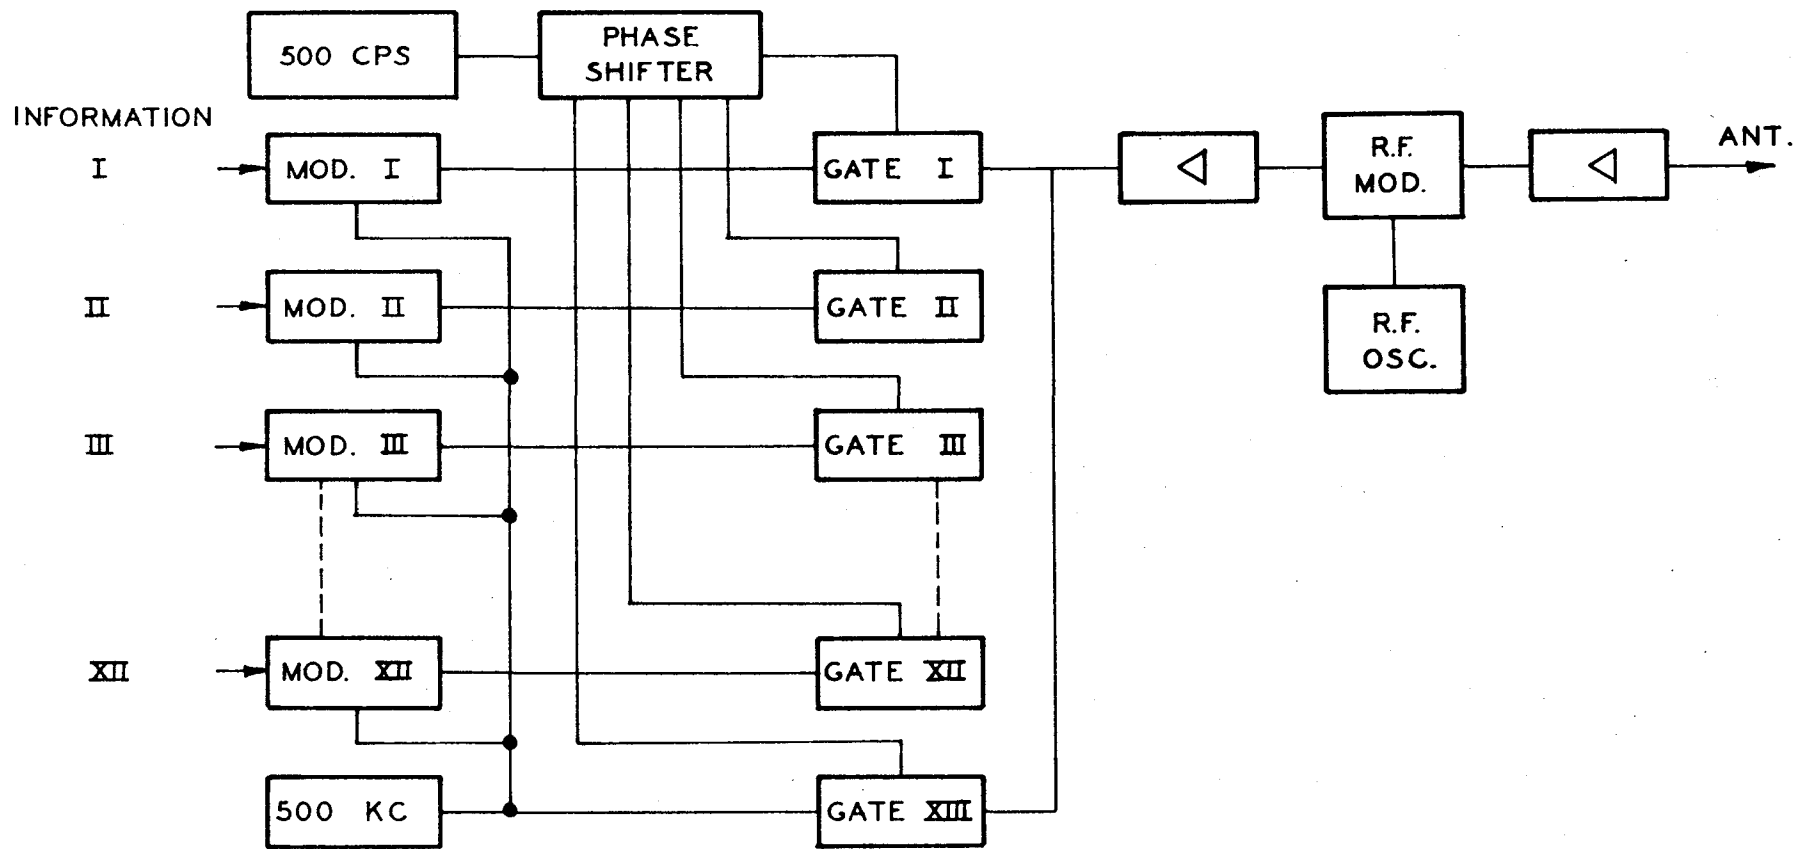 500 CPS
PHASE
SHIFTER
INFORMATION
I
MOD. I
GATE I
R.F.
MOD.
ANT.
II
MOD. II
GATE II
R.F.
OSC.
III
MOD. III
GATE III
XII
MOD. XII
GATE XII
500 KC
GATE XIII